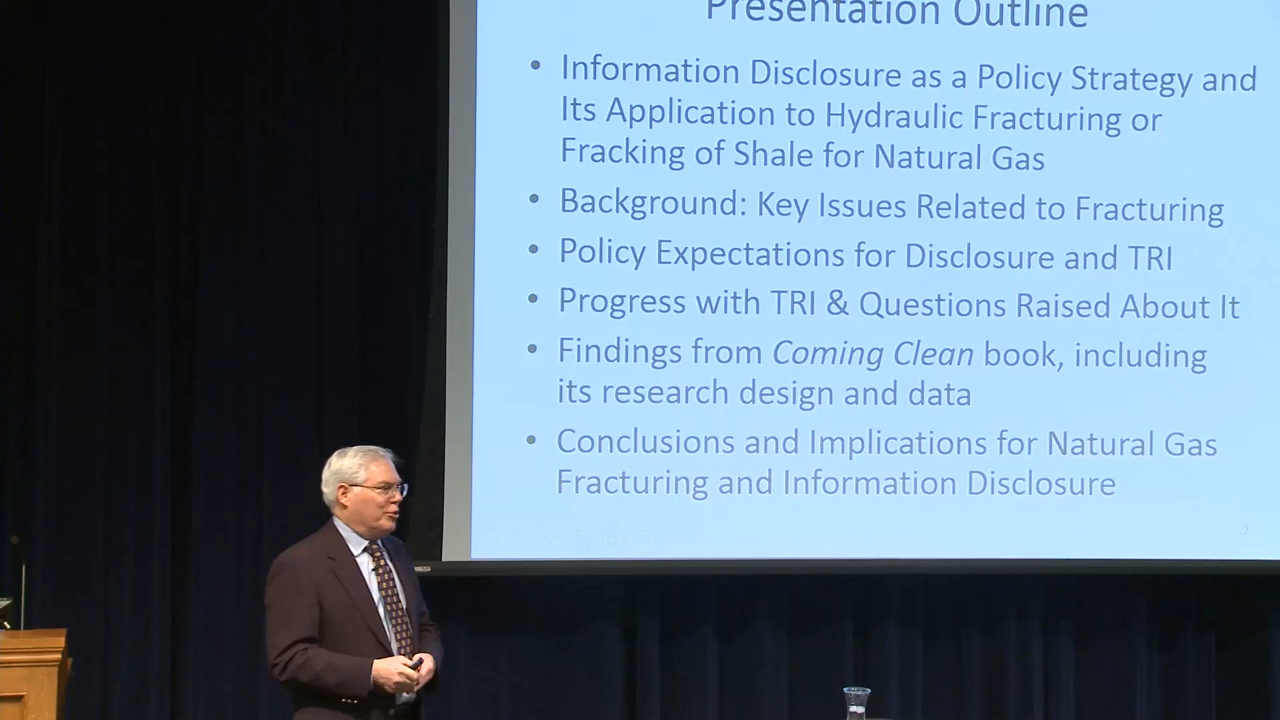 Presentation Outline
• Information Disclosure as a Policy Strategy and
Its Application to Hydraulic Fracturing or
Fracking of Shale for Natural Gas
• Background: Key Issues Related to Fracturing
• Policy Expectations for Disclosure and TRI
• Progress with TRI & Questions Raised About It
• Findings from Coming Clean book, including
its research design and data
• Conclusions and Implications for Natural Gas
Fracturing and Information Disclosure